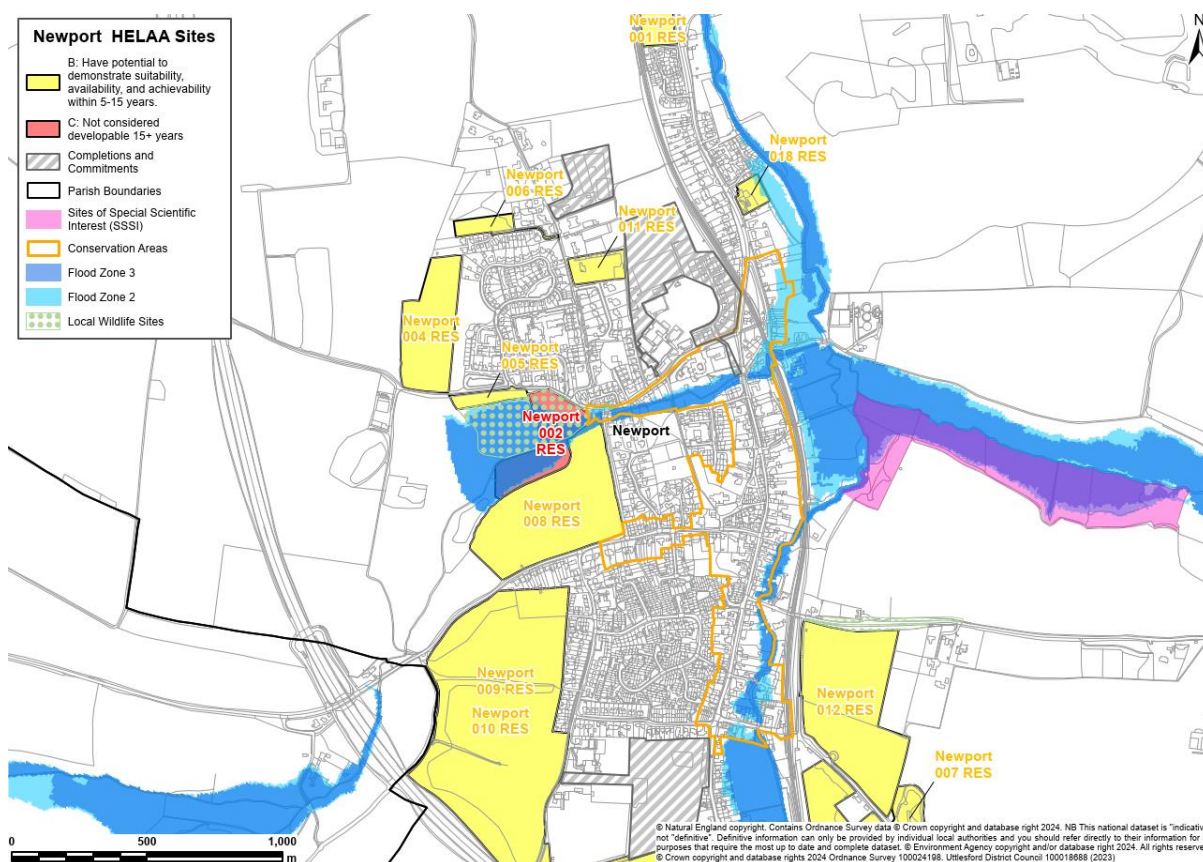 Newport HELAA Sites
B: Have potential to
demonstrate suitability,
availability, and achievability
within 5-15 years.
C: Not considered
developable 15+ years
Completions and
Commitments
Parish Boundaries
Sites of Special Scientific
Interest (SSSI)
Conservation Areas
Flood Zone 3
Flood Zone 2
Local Wildlife Sites
Newport
001 RES
N
Newport
018 RES
Newport
006 RES
Newport
011 RES
Newport
004 RES
Newport
005 RES
Newport
002
RES
Newport
Newport
008 RES
Newport
009 RES
Newport
010 RES
Newport
012 RES
Newport
007 RES
0 250 500 1,000
m
© Natural England copyright. Contains Ordnance Survey data © Crown copyright and database right 2024. NB This national dataset is "indicativ
not "definitive". Definitive information can only be provided by individual local authorities and you should refer directly to their information for
purposes that require the most up to date and complete dataset. © Environment Agency copyright and/or database right 2024. All rights reserv
© Crown copyright and database rights 2024 Ordnance Survey 100024198. Uttlesford District Council 100018688 (2023)